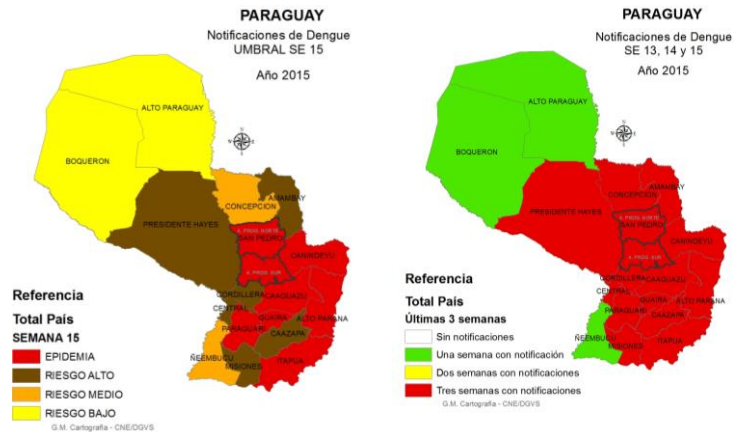 PARAGUAY
Notificaciones de Dengue
UMBRAL SE 15
Año 2015
ALTO PARAGUAY
BOQUERON
CONCEPCION
AMAMBAY
PRESIDENTE HAYES
SAN PEDRO
CANINDEYU
CORDILLERA
CAAGUAZU
CENTRAL
GUAIRA
ALTO PARANA
PARAGUARI
CAAZAPA
ÑEEMBUCU
MISIONES
ITAPUA
Referencia
Total País
SEMANA 15
EPIDEMIA
RIESGO ALTO
RIESGO MEDIO
RIESGO BAJO
G.M. Cartografia - CNE/DGVS
PARAGUAY
Notificaciones de Dengue
SE 13, 14 y 15
Año 2015
ALTO PARAGUAY
BOQUERON
CONCEPCION
AMAMBAY
PRESIDENTE HAYES
SAN PEDRO
CANINDEYU
CORDILLERA
CAAGUAZU
CENTRAL
GUAIRA
ALTO PARANA
PARAGUARI
CAAZAPA
ÑEEMBUCU
MISIONES
ITAPUA
Referencia
Total País
Últimas 3 semanas
Sin notificaciones
Una semana con notificación
Dos semanas con notificaciones
Tres semanas con notificaciones
G.M. Cartografia - CNE/DGVS